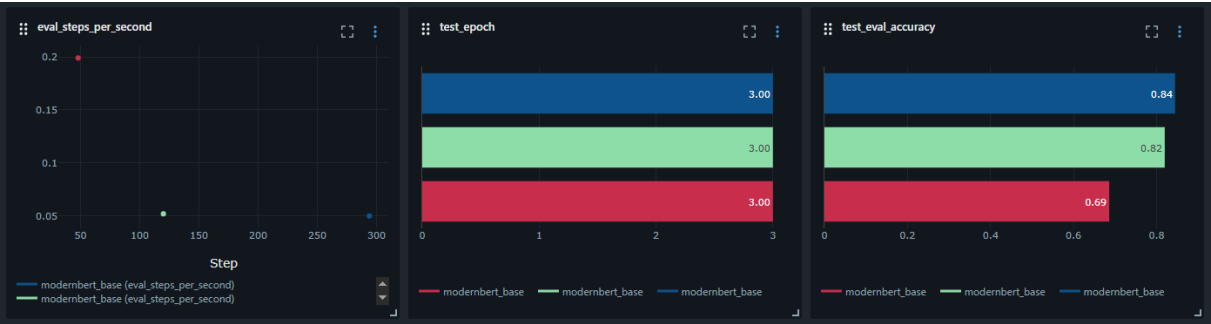 eval_steps_per_second
0.2
0.15
0.1
0.05
50 100 150 200 250 300
Step
modernbert_base (eval_steps_per_second)
modernbert_base (eval_steps_per_second)
test_epoch
3.00
3.00
3.00
0 1 2 3
modernbert_base modernbert_base modernbert_base
test_eval_accuracy
0.84
0.82
0.69
0 0.2 0.4 0.6 0.8
modernbert_base modernbert_base modernbert_base